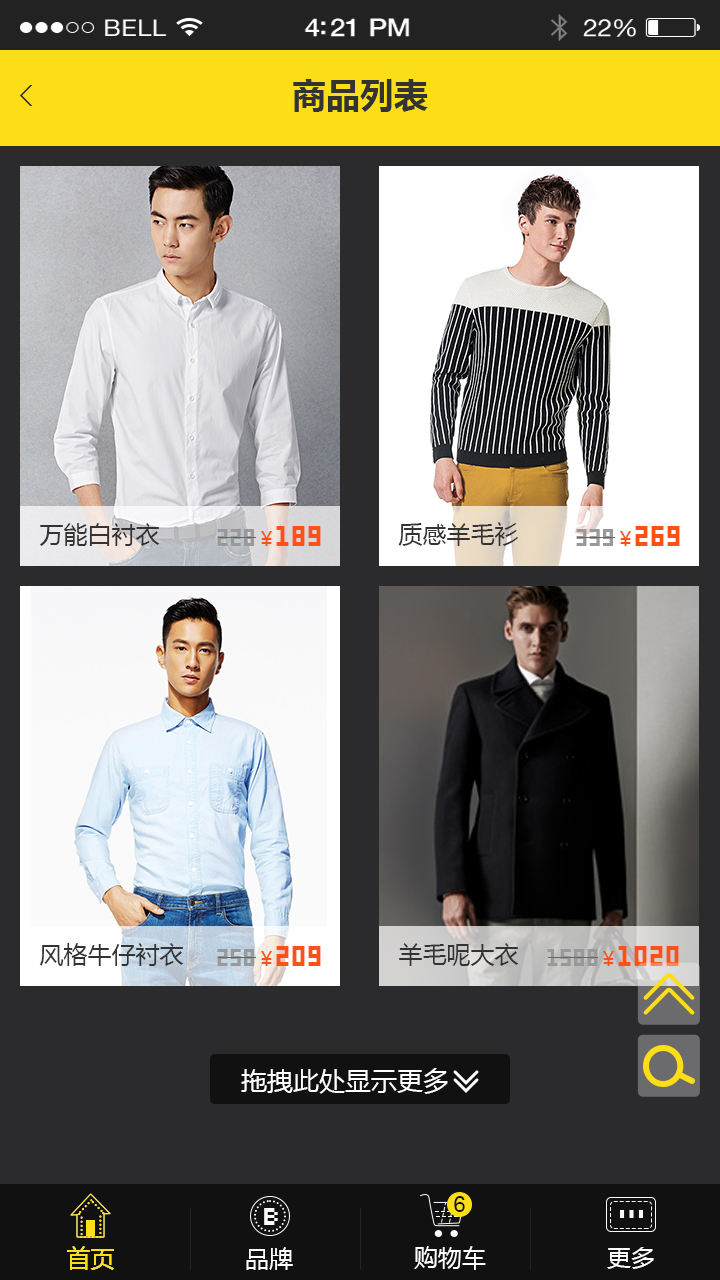 BELL 4:21 PM 22%
商品列表
万能白衬衣 228 ¥189
质感羊毛衫 339 ¥269
风格牛仔衬衣 258 ¥209
羊毛呢大衣 1588 ¥1020
拖拽此处显示更多
6
首页 品牌 购物车 更多